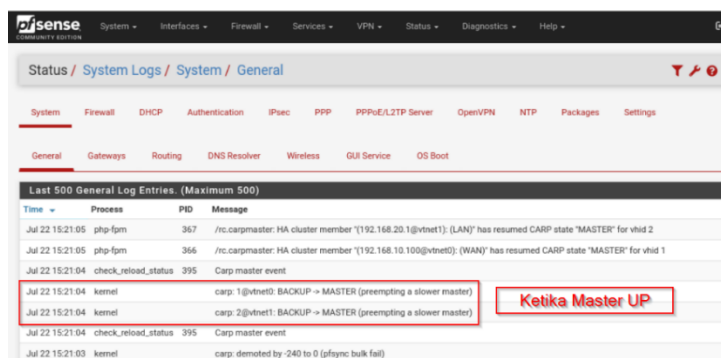 pfsense
COMMUNITY EDITION
System Interfaces Firewall Services VPN Status Diagnostics Help
Status / System Logs / System / General
System Firewall DHCP Authentication IPsec PPP PPPoE/L2TP Server OpenVPN NTP Packages Settings
General Gateways Routing DNS Resolver Wireless GUI Service OS Boot
Last 500 General Log Entries. (Maximum 500)
Time Process PID Message
Jul 22 15:21:05 php-fpm 367 /rc.carpmaster: HA cluster member "(192.168.20.1@vtnet1): (LAN)" has resumed CARP state "MASTER" for vhid 2
Jul 22 15:21:05 php-fpm 366 /rc.carpmaster: HA cluster member "(192.168.10.100@vtnet0): (WAN)" has resumed CARP state "MASTER" for vhid 1
Jul 22 15:21:04 check_reload_status 395 Carp master event
Jul 22 15:21:04 kernel carp: 1@vtnet0: BACKUP -> MASTER (preempting a slower master)
Ketika Master UP
Jul 22 15:21:04 kernel carp: 2@vtnet1: BACKUP -> MASTER (preempting a slower master)
Jul 22 15:21:04 check_reload_status 395 Carp master event
Jul 22 15:21:03 kernel carp: demoted by -240 to 0 (pfsync bulk fail)